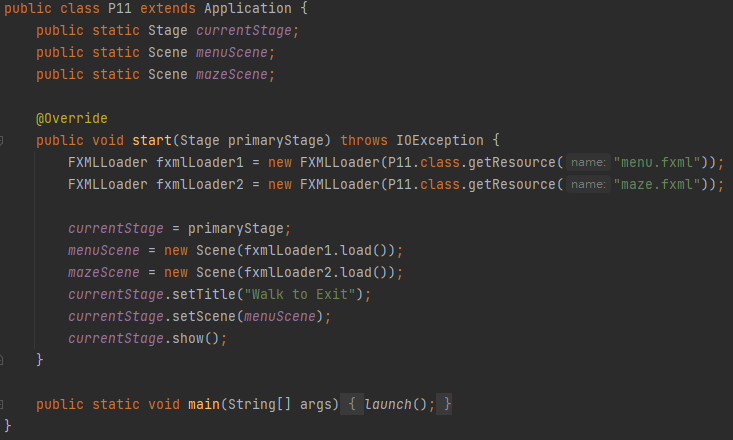 public class P11 extends Application {
    public static Stage currentStage;
    public static Scene menuScene;
    public static Scene mazeScene;

    @Override
    public void start(Stage primaryStage) throws IOException {
        FXMLLoader fxmlLoader1 = new FXMLLoader(P11.class.getResource( name: "menu.fxml"));
        FXMLLoader fxmlLoader2 = new FXMLLoader(P11.class.getResource( name: "maze.fxml"));

        currentStage = primaryStage;
        menuScene = new Scene(fxmlLoader1.load());
        mazeScene = new Scene(fxmlLoader2.load());
        currentStage.setTitle("Walk to Exit");
        currentStage.setScene(menuScene);
        currentStage.show();
    }

    public static void main(String[] args) { launch(); }
}